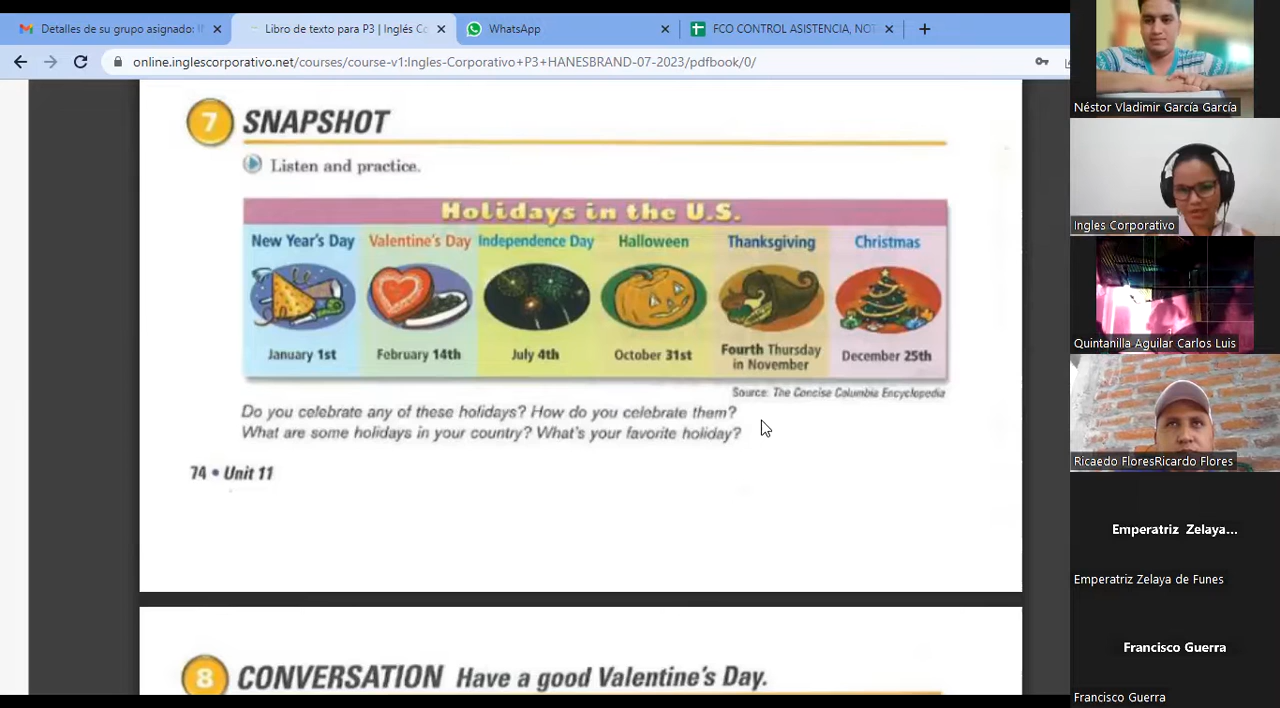 Detalles de su grupo asignado: I
Libro de texto para P3 | Inglés Co
WhatsApp
FCO CONTROL ASISTENCIA, NOT
online.inglescorporativo.net/courses/course-v1:Ingles-Corporativo+P3+HANESBRAND-07-2023/pdfbook/0/
7 SNAPSHOT
Listen and practice.
Holidays in the U.S.
New Year's Day Valentine's Day Independence Day Halloween Thanksgiving Christmas
January 1st February 14th July 4th October 31st Fourth Thursday in November December 25th
Source: The Concise Columbia Encyclopedia
Do you celebrate any of these holidays? How do you celebrate them?
What are some holidays in your country? What's your favorite holiday?
74 • Unit 11
8 CONVERSATION Have a good Valentine's Day.
Néstor Vladimir García García
Ingles Corporativo
Quintanilla Aguilar Carlos Luis
Ricaedo FloresRicardo Flores
Emperatriz Zelaya...
Emperatriz Zelaya de Funes
Francisco Guerra
Francisco Guerra